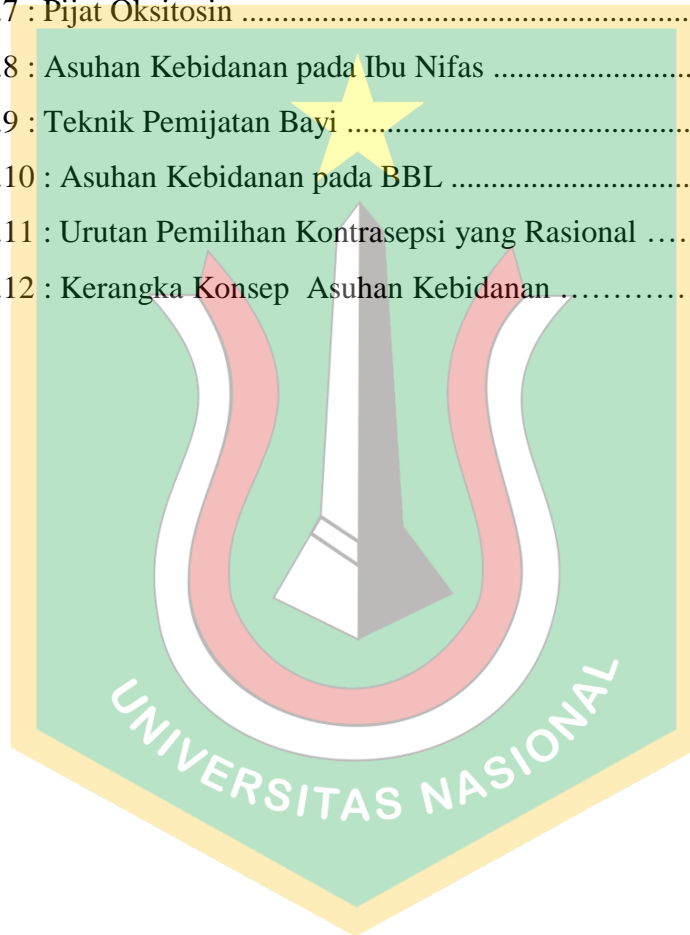 .7 : Pijat Oksitosin ..........................................................
.8 : Asuhan Kebidanan pada Ibu Nifas .........................
.9 : Teknik Pemijatan Bayi ............................................
.10 : Asuhan Kebidanan pada BBL ...............................
.11 : Urutan Pemilihan Kontrasepsi yang Rasional ….
.12 : Kerangka Konsep Asuhan Kebidanan …………
UNIVERSITAS NASIONAL